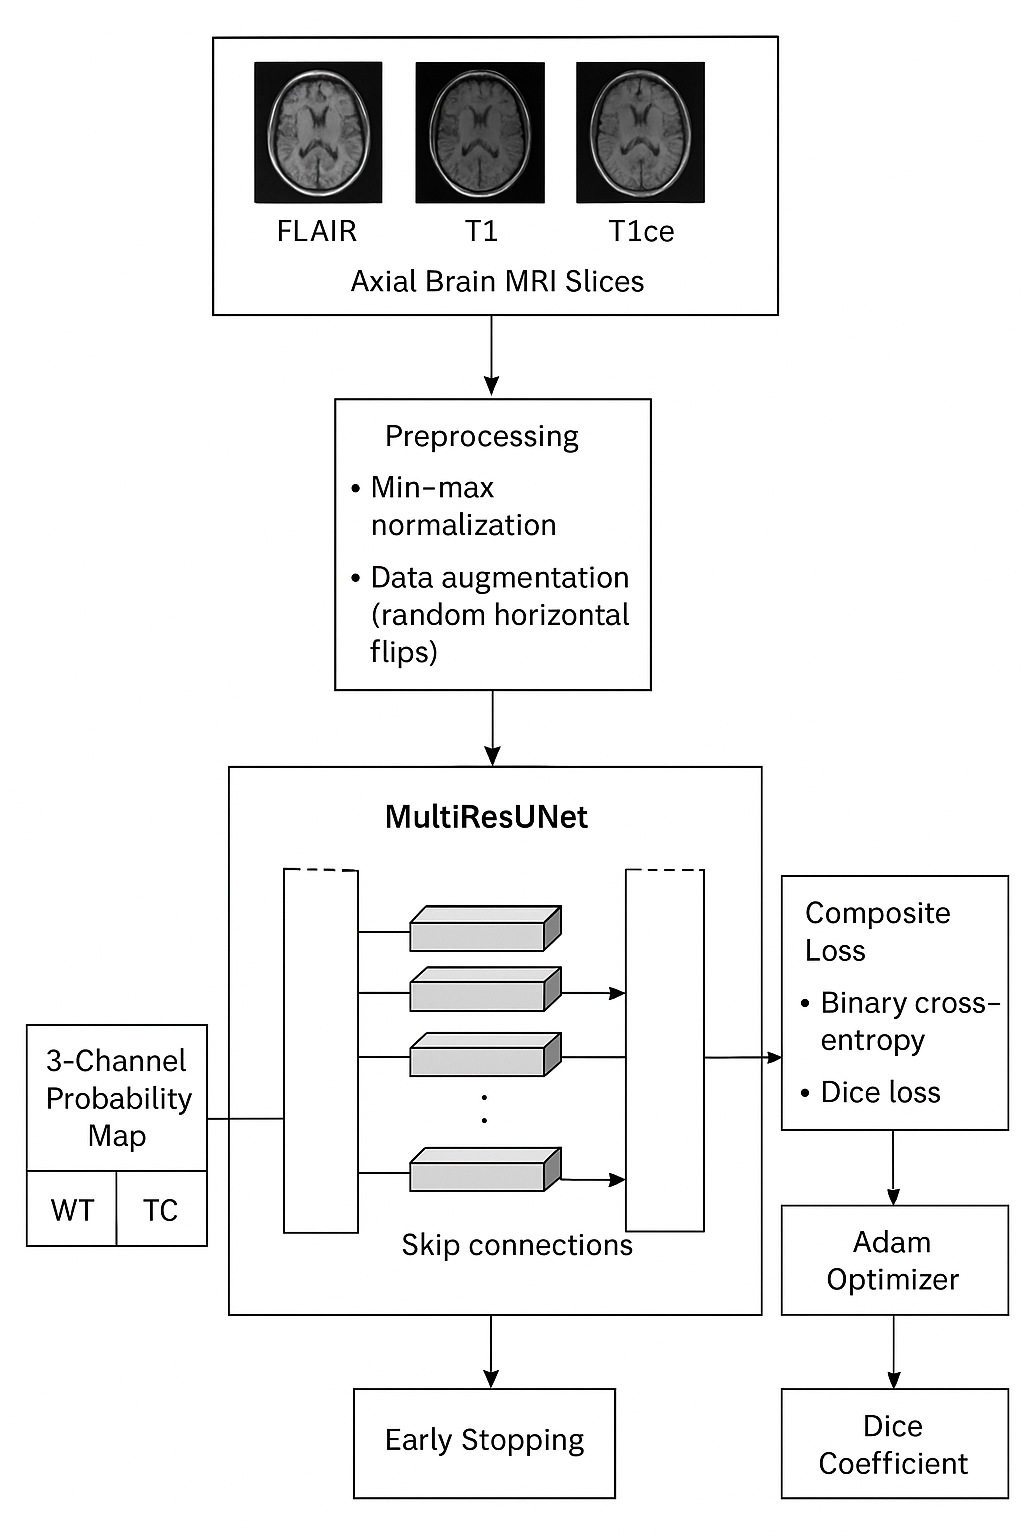 FLAIR
T1
T1ce
Axial Brain MRI Slices
Preprocessing
• Min–max
normalization
• Data augmentation
(random horizontal
flips)
MultiResUNet
Skip connections
3-Channel
Probability
Map
WT
TC
Composite
Loss
• Binary cross-
entropy
• Dice loss
Adam
Optimizer
Early Stopping
Dice
Coefficient